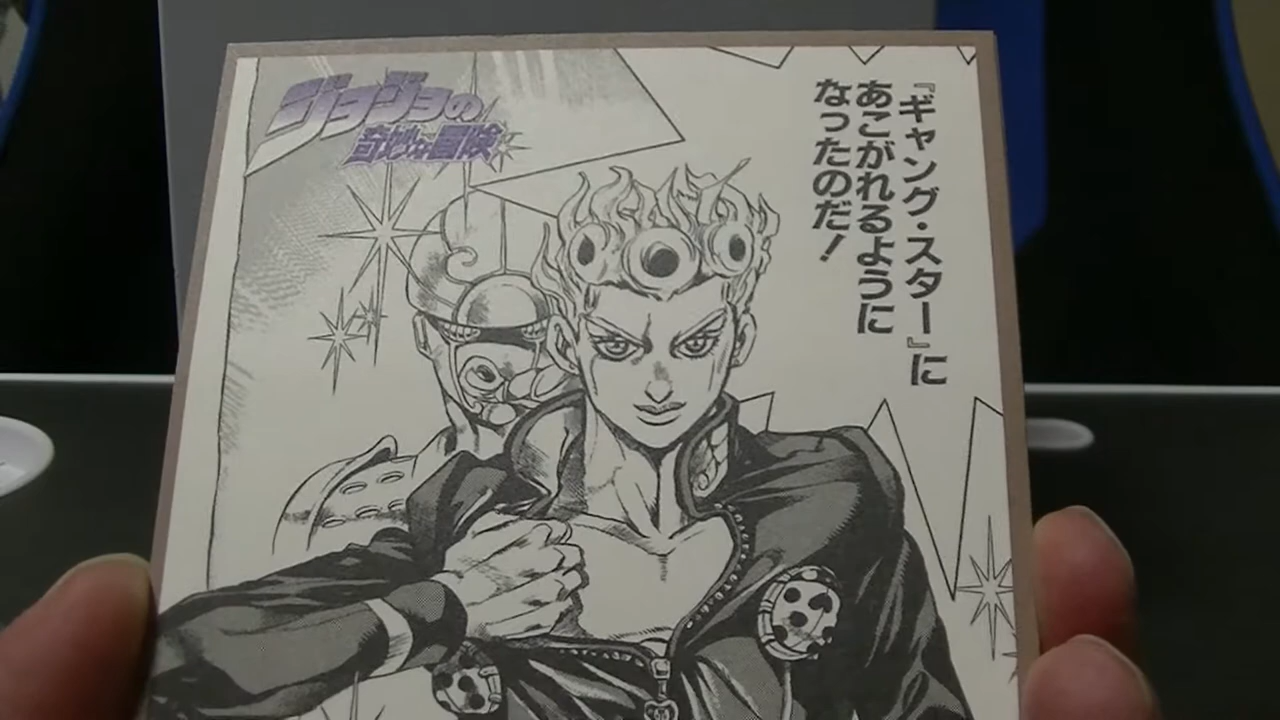 ジョジョの
奇妙な冒険
『ギャング・スター』に
あこがれるように
なったのだ！